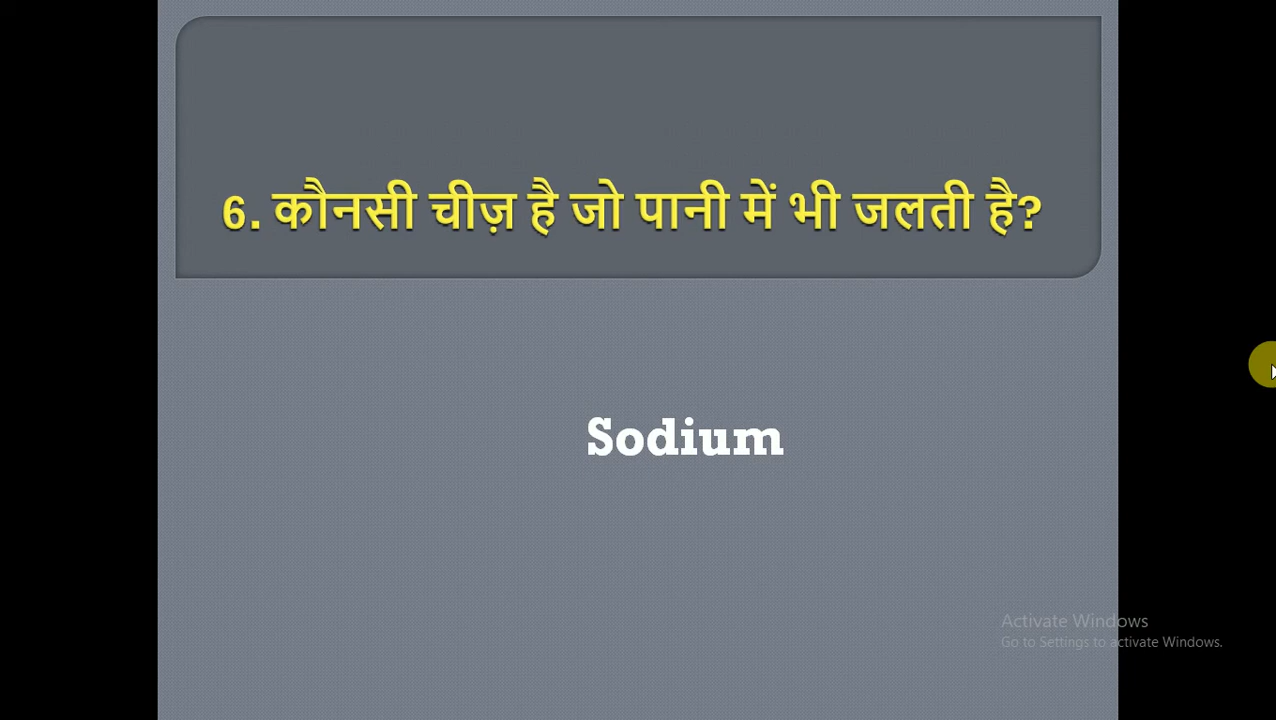 6. कौनसी चीज़ है जो पानी में भी जलती है?
Sodium
Activate Windows
Go to Settings to activate Windows.